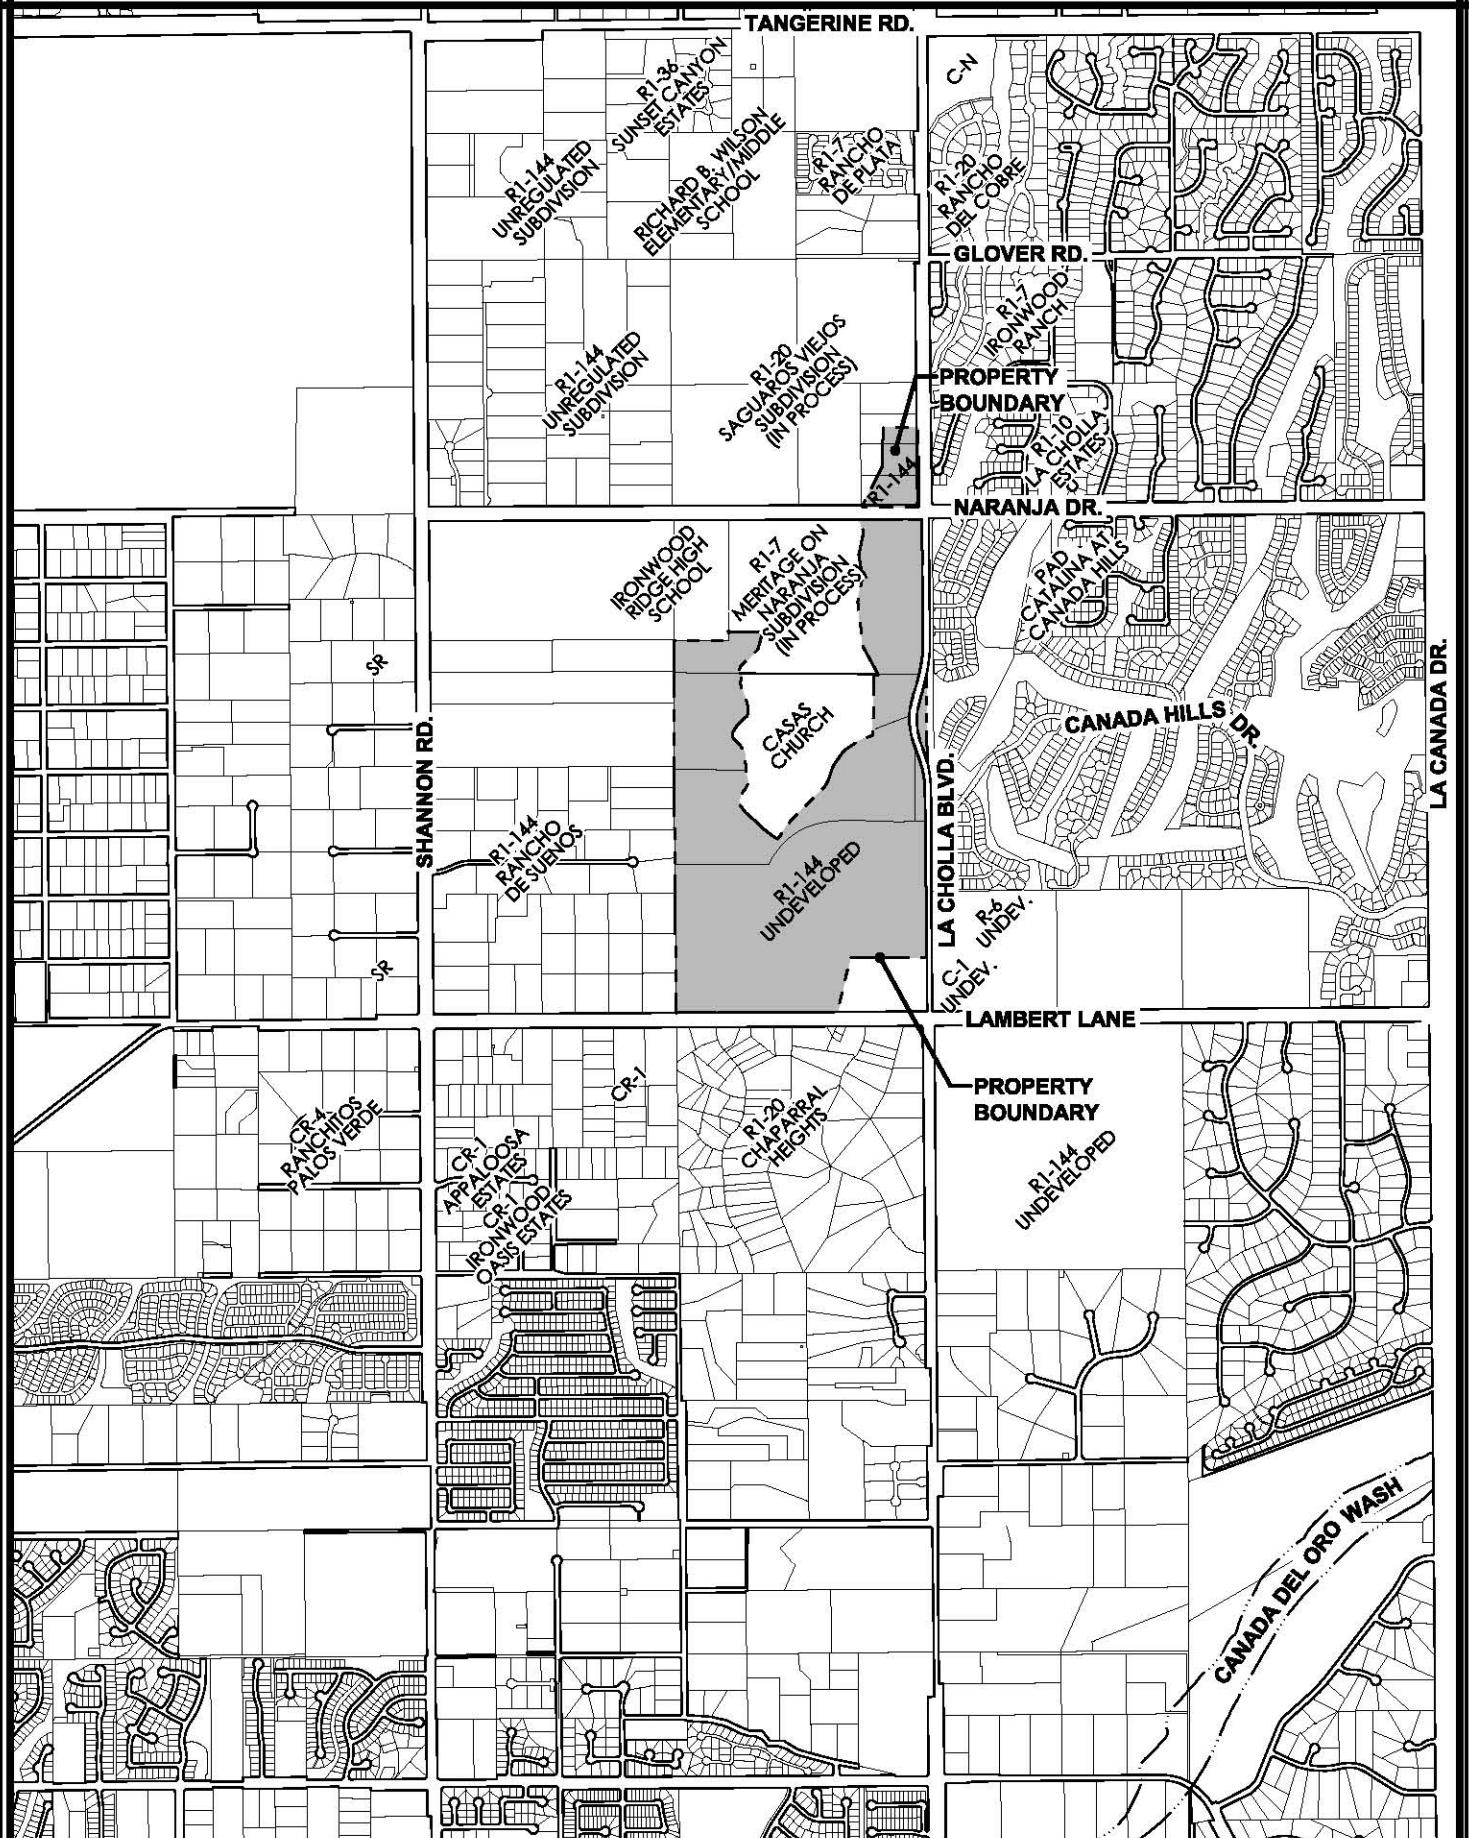 TANGERINE RD.
C-N
R1-36
SUNSET CANYON
ESTATES
R1-144
UNREGULATED
SUBDIVISION
RICHARD B. WILSON
ELEMENTARY/MIDDLE
SCHOOL
R1-7
RANCHO
DE PLATA
R1-20
RANCHO
DEL COBRE
GLOVER RD.
R1-7
IRONWOOD
RANCH
R1-144
UNREGULATED
SUBDIVISION
R1-20
SAGUAROS VIEJOS
SUBDIVISION
(IN PROCESS)
PROPERTY
BOUNDARY
R1-10
LA CHOLLA
ESTATES
R1-144
NARANJA DR.
IRONWOOD
RIDGE HIGH
SCHOOL
R1-7
MERITAGE ON
NARANJA
SUBDIVISION
(IN PROCESS)
PAD
CATALINA AT
CANADA HILLS
SR
SHANNON RD.
CASAS
CHURCH
CANADA HILLS DR.
LA CANADA DR.
LA CHOLLA BLVD.
R1-144
RANCHO
DE SUENOS
R1-144
UNDEVELOPED
R-6
UNDEV.
SR
C-1
UNDEV.
LAMBERT LANE
PROPERTY
BOUNDARY
CR-4
RANCHITOS
PALOS VERDE
CR-1
CR-1
APPALOOSA
ESTATES
CR-1
IRONWOOD
OASIS ESTATES
R1-20
CHAPARRAL
HEIGHTS
R1-144
UNDEVELOPED
CANADA DEL ORO WASH